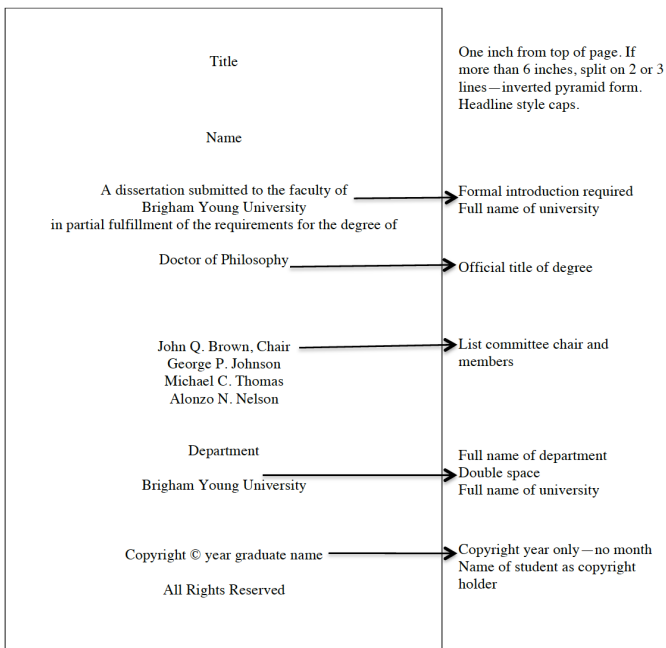 Title
One inch from top of page. If
more than 6 inches, split on 2 or 3
lines—inverted pyramid form.
Headline style caps.
Name
A dissertation submitted to the faculty of
Brigham Young University
in partial fulfillment of the requirements for the degree of
Formal introduction required
Full name of university
Doctor of Philosophy
Official title of degree
John Q. Brown, Chair
George P. Johnson
Michael C. Thomas
Alonzo N. Nelson
List committee chair and
members
Department
Brigham Young University
Full name of department
Double space
Full name of university
Copyright © year graduate name
All Rights Reserved
Copyright year only—no month
Name of student as copyright
holder